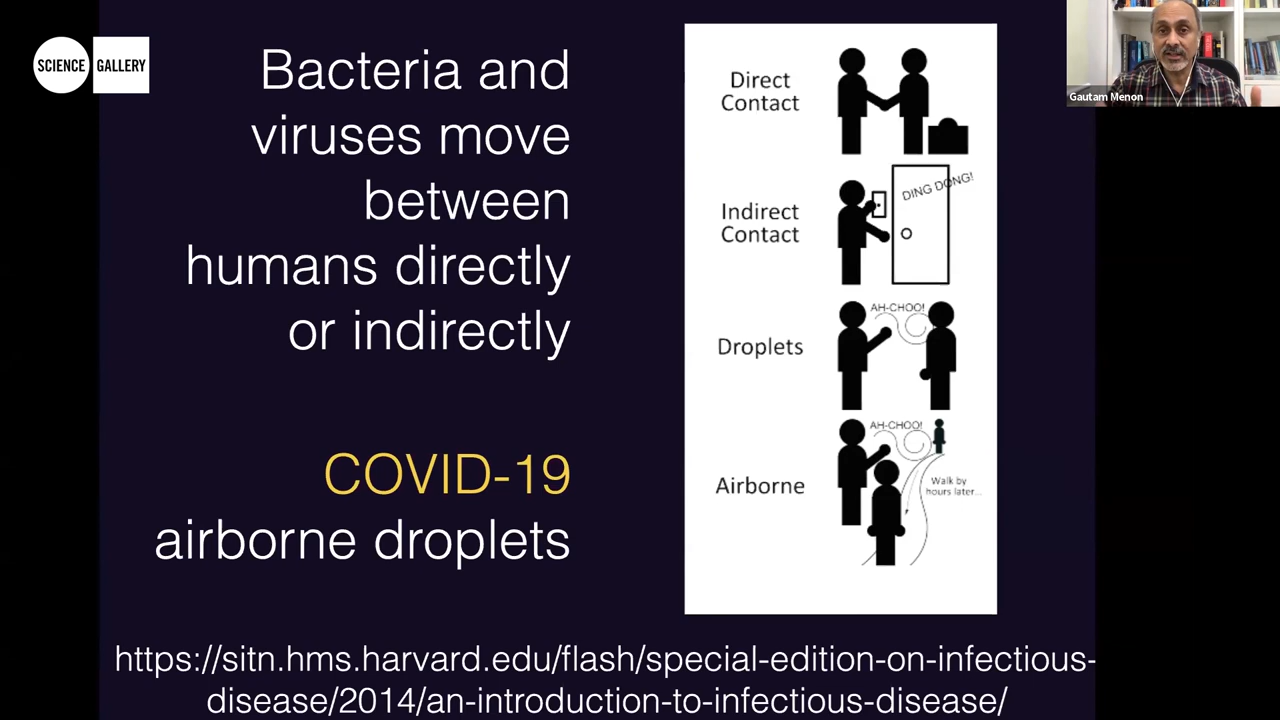 SCIENCE GALLERY
Bacteria and
viruses move
between
humans directly
or indirectly
COVID-19
airborne droplets
Direct
Contact
Indirect
Contact
DING DONG!
Droplets
AH-CHOO!
Airborne
AH-CHOO!
Walk by
hours later...
Gautam Menon
https://sitn.hms.harvard.edu/flash/special-edition-on-infectious-
disease/2014/an-introduction-to-infectious-disease/